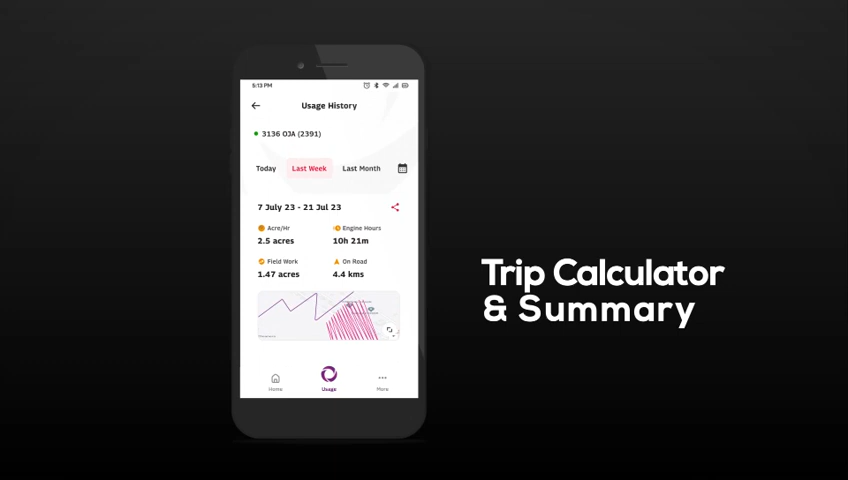 5:13 PM
Usage History
3136 OJA (2391)
Today Last Week Last Month
7 July 23 - 21 Jul 23
Acre/Hr Engine Hours
2.5 acres 10h 21m
Field Work On Road
1.47 acres 4.4 kms
Home Usage More
Trip Calculator
& Summary